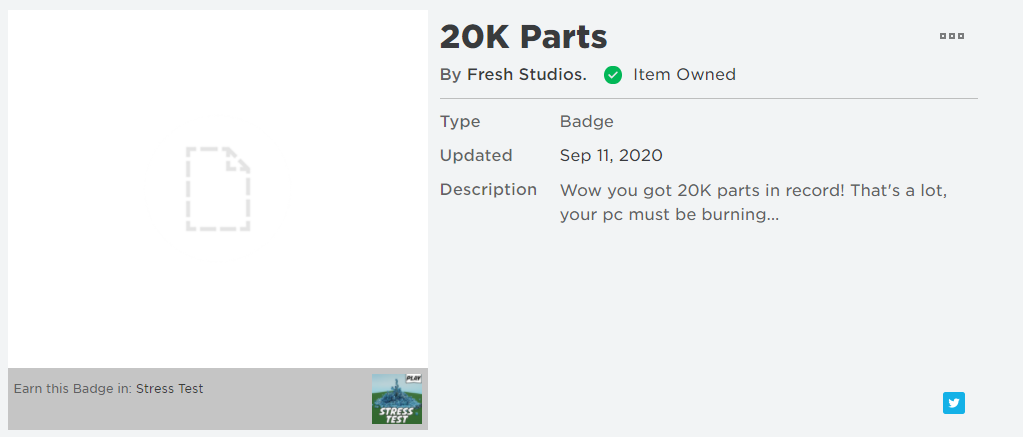 20K Parts
By Fresh Studios. Item Owned
Type Badge
Updated Sep 11, 2020
Description Wow you got 20K parts in record! That's a lot,
your pc must be burning...
Earn this Badge in: Stress Test
PLAY
STRESS
TEST